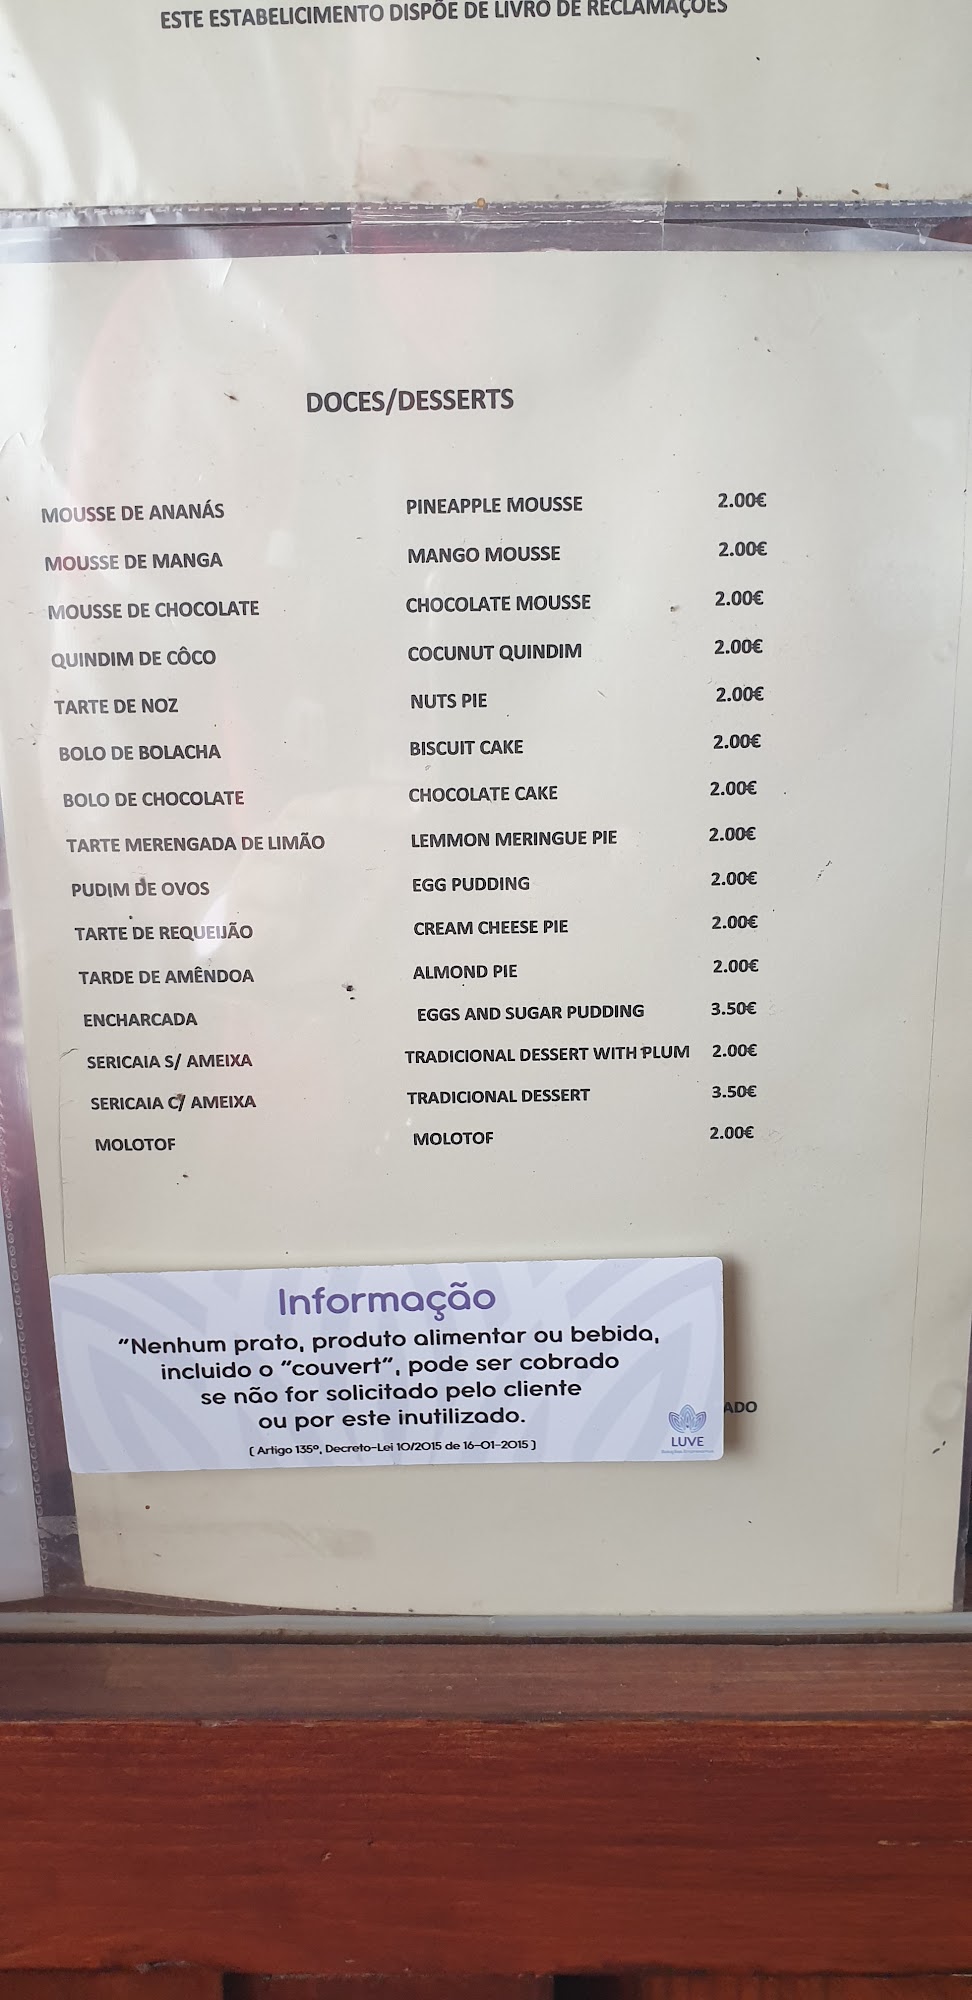 ESTE ESTABELICIMENTO DISPÕE DE LIVRO DE RECLAMAÇÕES
DOCES/DESSERTS
MOUSSE DE ANANÁS PINEAPPLE MOUSSE 2.00€
MOUSSE DE MANGA MANGO MOUSSE 2.00€
MOUSSE DE CHOCOLATE CHOCOLATE MOUSSE 2.00€
QUINDIM DE CÔCO COCUNUT QUINDIM 2.00€
TARTE DE NOZ NUTS PIE 2.00€
BOLO DE BOLACHA BISCUIT CAKE 2.00€
BOLO DE CHOCOLATE CHOCOLATE CAKE 2.00€
TARTE MERENGADA DE LIMÃO LEMMON MERINGUE PIE 2.00€
PUDIM DE OVOS EGG PUDDING 2.00€
TARTE DE REQUEIJÃO CREAM CHEESE PIE 2.00€
TARDE DE AMÊNDOA ALMOND PIE 2.00€
ENCHARCADA EGGS AND SUGAR PUDDING 3.50€
SERICAIA S/ AMEIXA TRADICIONAL DESSERT WITH PLUM 2.00€
SERICAIA C/ AMEIXA TRADICIONAL DESSERT 3.50€
MOLOTOF MOLOTOF 2.00€
Informação
"Nenhum prato, produto alimentar ou bebida,
incluido o "couvert", pode ser cobrado
se não for solicitado pelo cliente
ou por este inutilizado.
( Artigo 135º, Decreto-Lei 10/2015 de 16-01-2015 )
LUVE
ADO